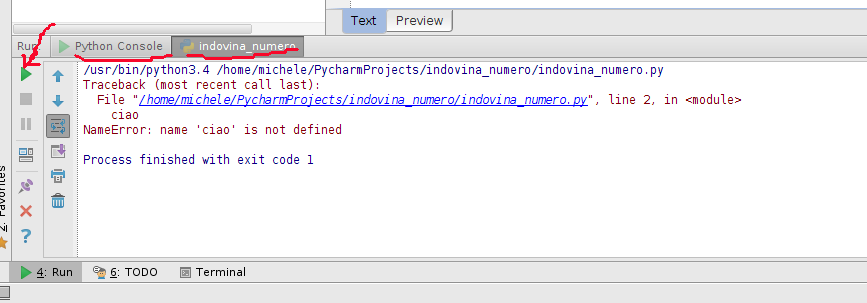 Text Preview
Run Python Console indovina_numero
/usr/bin/python3.4 /home/michele/PycharmProjects/indovina_numero/indovina_numero.py
Traceback (most recent call last):
File "/home/michele/PycharmProjects/indovina_numero/indovina_numero.py", line 2, in <module>
ciao
NameError: name 'ciao' is not defined
Process finished with exit code 1
2: Favorites
4: Run 6: TODO Terminal